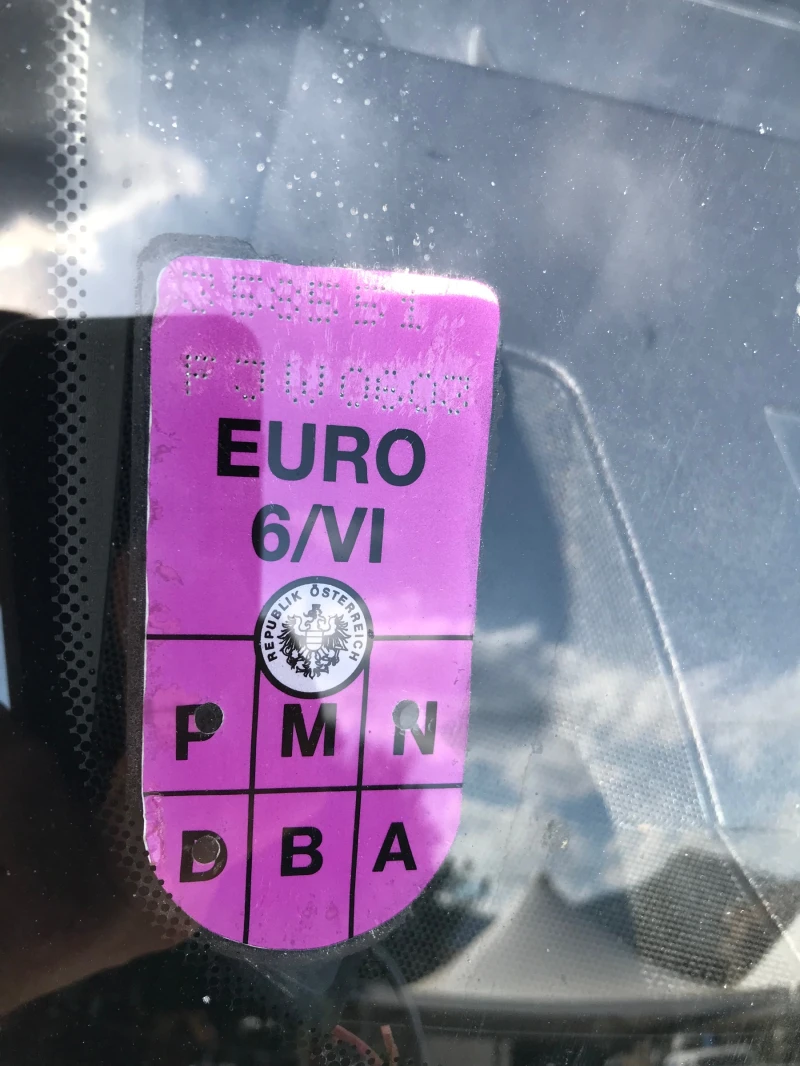 EURO
6/VI
REPUBLIK ÖSTERREICH
P M N
D B A